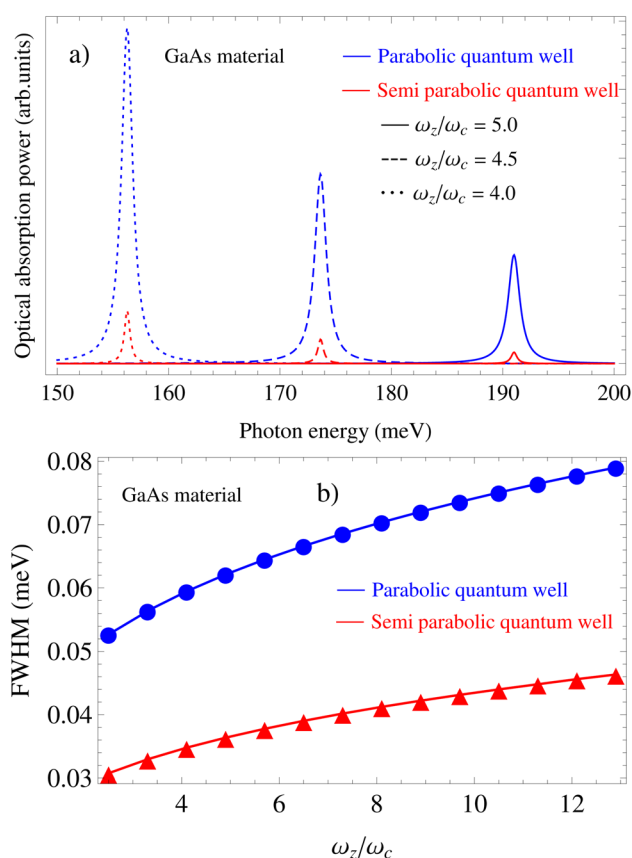 a)
GaAs material
Parabolic quantum well
Semi parabolic quantum well
ω_z/ω_c = 5.0
ω_z/ω_c = 4.5
ω_z/ω_c = 4.0
Optical absorption power (arb.units)
150 160 170 180 190 200
Photon energy (meV)
0.08
0.07
0.06
0.05
0.04
0.03
FWHM (meV)
GaAs material
b)
Parabolic quantum well
Semi parabolic quantum well
4 6 8 10 12
ω_z/ω_c